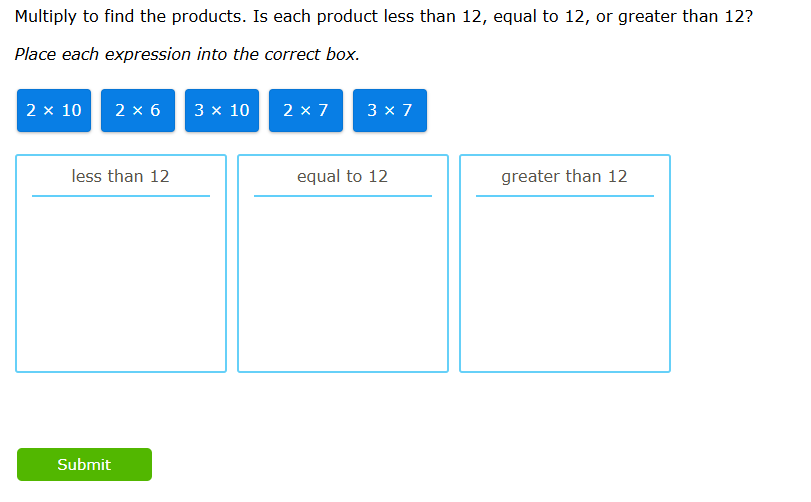 Multiply to find the products. Is each product less than 12, equal to 12, or greater than 12?
Place each expression into the correct box.
2 × 10 2 × 6 3 × 10 2 × 7 3 × 7
less than 12 equal to 12 greater than 12
Submit